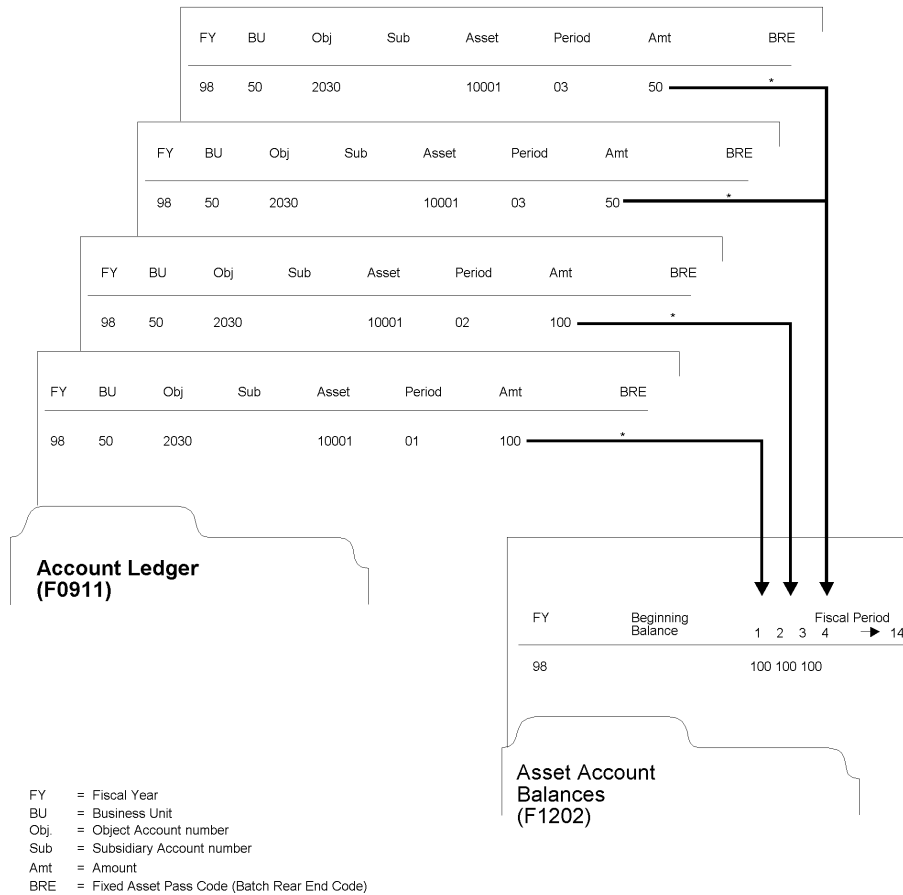 FY BU Obj Sub Asset Period Amt BRE
98 50 2030 10001 03 50 *
FY BU Obj Sub Asset Period Amt BRE
98 50 2030 10001 03 50 *
FY BU Obj Sub Asset Period Amt BRE
98 50 2030 10001 02 100 *
FY BU Obj Sub Asset Period Amt BRE
98 50 2030 10001 01 100 *
Account Ledger
(F0911)
FY Beginning Balance Fiscal Period
1 2 3 4 14
98 100 100 100
Asset Account
Balances
(F1202)
FY = Fiscal Year
BU = Business Unit
Obj. = Object Account number
Sub = Subsidiary Account number
Amt = Amount
BRE = Fixed Asset Pass Code (Batch Rear End Code)